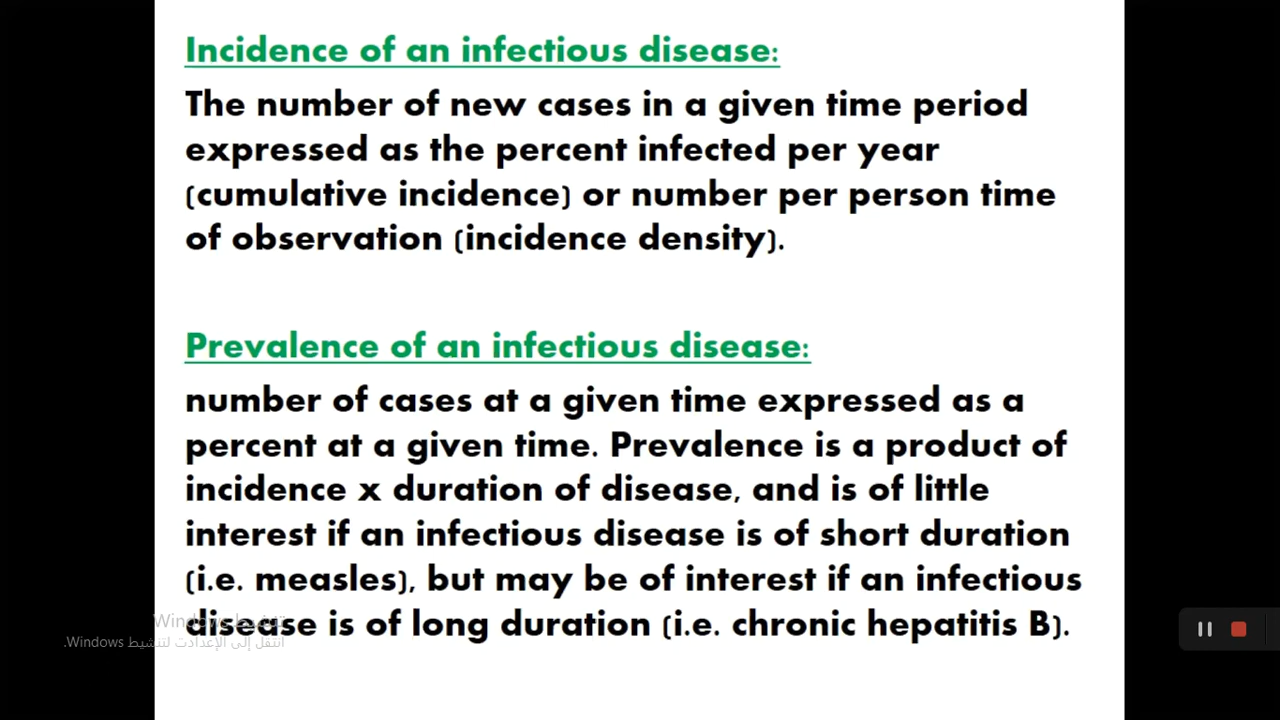 Incidence of an infectious disease:
The number of new cases in a given time period
expressed as the percent infected per year
(cumulative incidence) or number per person time
of observation (incidence density).
Prevalence of an infectious disease:
number of cases at a given time expressed as a
percent at a given time. Prevalence is a product of
incidence x duration of disease, and is of little
interest if an infectious disease is of short duration
(i.e. measles), but may be of interest if an infectious
disease is of long duration (i.e. chronic hepatitis B).
تنشيط Windows
انتقل إلى الإعدادات لتنشيط Windows.